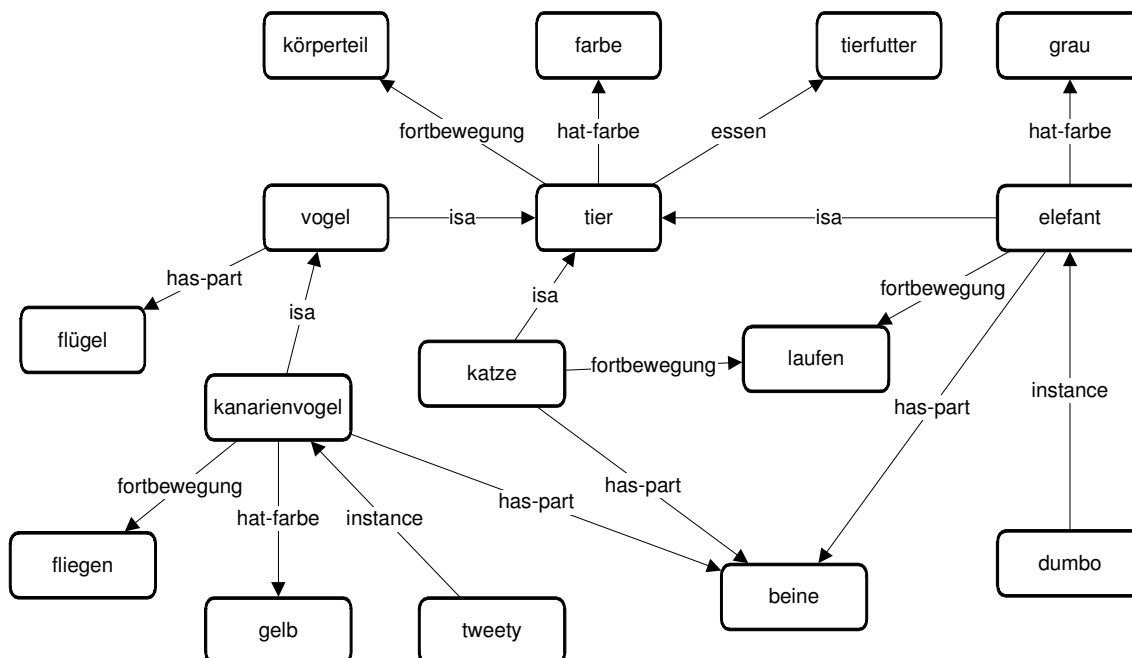 körperteil
farbe
tierfutter
grau
fortbewegung
hat-farbe
essen
hat-farbe
vogel
isa
tier
isa
elefant
has-part
isa
isa
fortbewegung
flügel
katze
fortbewegung
laufen
kanarienvogel
instance
has-part
fortbewegung
hat-farbe
instance
has-part
has-part
fliegen
dumbo
beine
gelb
tweety